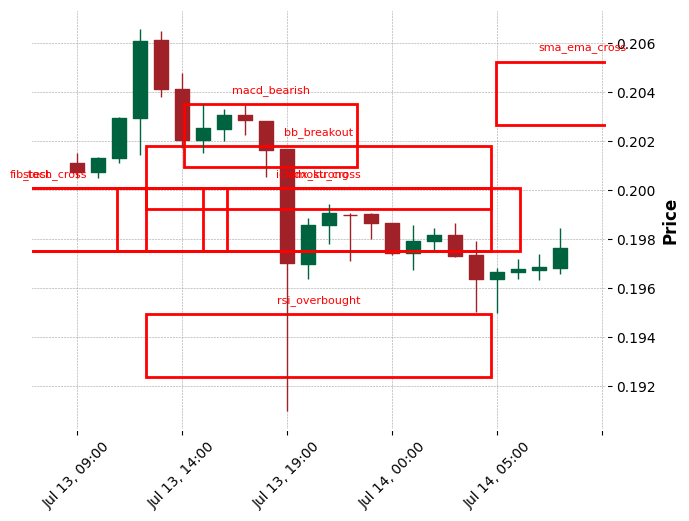 sma_ema_cross
0.206
macd_bearish
0.204
bb_breakout
0.202
0.200
0.198
0.196
rsi_overbought
0.194
0.192
Price
Jul 13, 09:00
Jul 13, 14:00
Jul 13, 19:00
Jul 14, 00:00
Jul 14, 05:00